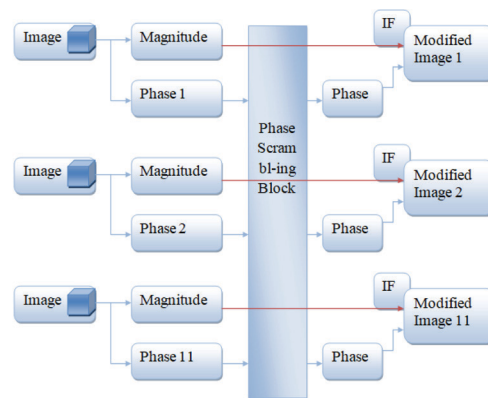 Image
Magnitude
IF
Modified
Image 1
Phase 1
Phase
Phase
Scram
bl-ing
Block
Image
Magnitude
IF
Modified
Image 2
Phase 2
Phase
Image
Magnitude
IF
Modified
Image 11
Phase 11
Phase